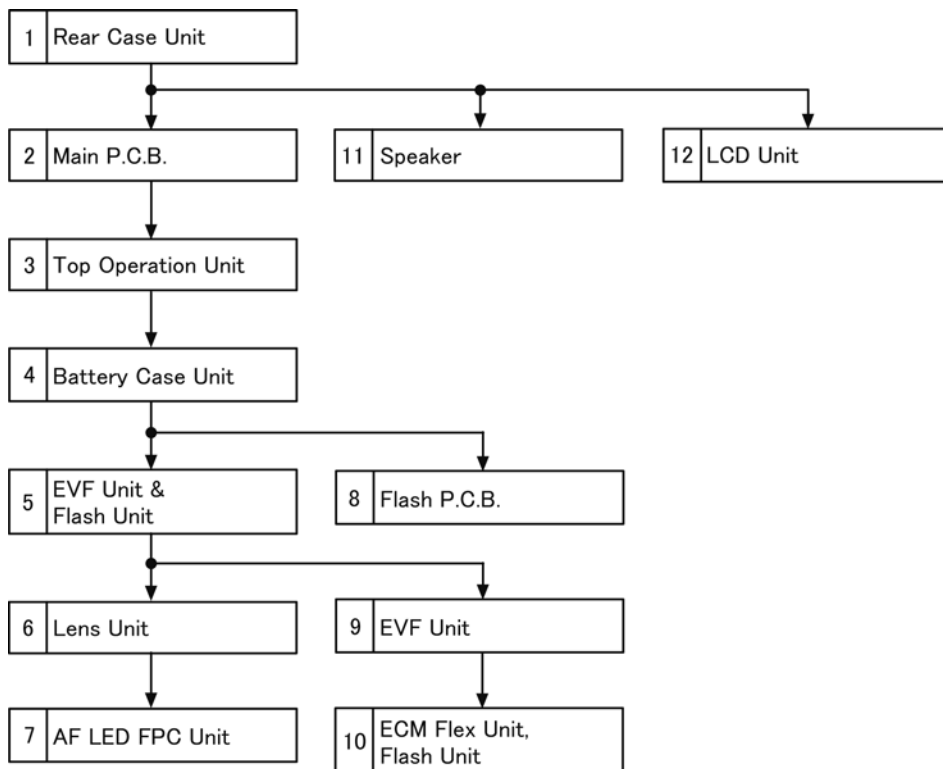 1 Rear Case Unit
2 Main P.C.B.
11 Speaker
12 LCD Unit
3 Top Operation Unit
4 Battery Case Unit
5 EVF Unit &
Flash Unit
8 Flash P.C.B.
6 Lens Unit
9 EVF Unit
7 AF LED FPC Unit
10 ECM Flex Unit,
Flash Unit